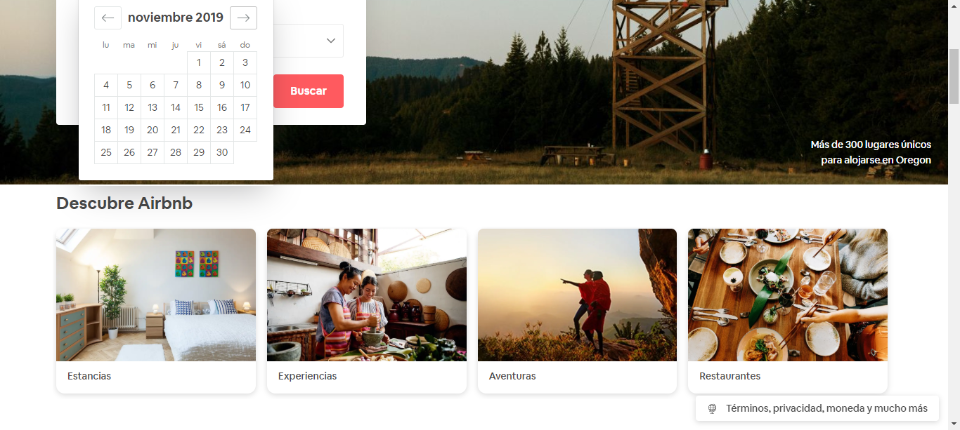 noviembre 2019
lu ma mi ju vi sá do
1 2 3
4 5 6 7 8 9 10
11 12 13 14 15 16 17
18 19 20 21 22 23 24
25 26 27 28 29 30
Buscar
Más de 300 lugares únicos
para alojarse en Oregon
Descubre Airbnb
Estancias
Experiencias
Aventuras
Restaurantes
Términos, privacidad, moneda y mucho más